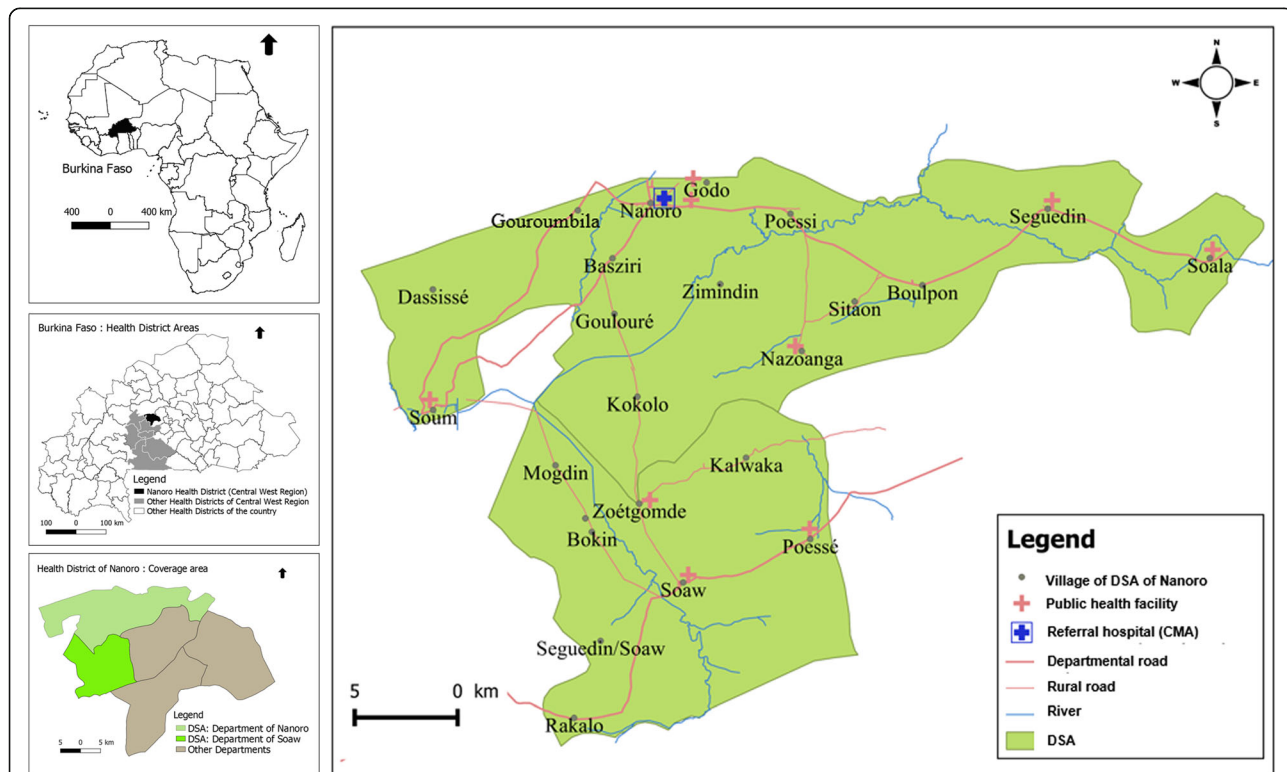 Burkina Faso
400 0 400 km
Burkina Faso : Health District Areas
Legend
Nanoro Health District (Central West Region)
Other Health Districts of Central West Region
Other Health Districts of the country
100 0 100 km
Health District of Nanoro : Coverage area
Legend
DSA: Department of Nanoro
DSA: Department of Soaw
Other Departments
5 0 5 km
N
W E
S
Godo
Nanoro
Gouroumbila
Poessi
Seguedin
Soala
Basziri
Dassissé
Zimindin
Boulpon
Sitaon
Goulouré
Nazoanga
Kokolo
Soum
Mogdin
Kalwaka
Zoétgomde
Bokin
Poessé
Soaw
Seguedin/Soaw
Rakalo
5 0 km
Legend
Village of DSA of Nanoro
Public health facility
Referral hospital (CMA)
Departmental road
Rural road
River
DSA